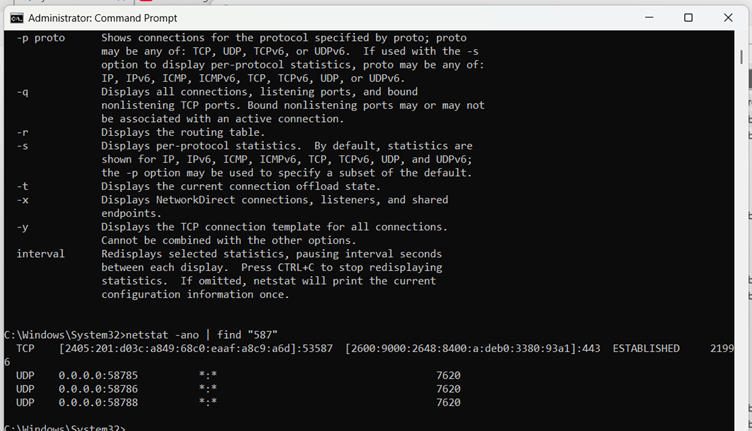 Administrator: Command Prompt
-p proto Shows connections for the protocol specified by proto; proto
may be any of: TCP, UDP, TCPv6, or UDPv6. If used with the -s
option to display per-protocol statistics, proto may be any of:
IP, IPv6, ICMP, ICMPv6, TCP, TCPv6, UDP, or UDPv6.
-q Displays all connections, listening ports, and bound
nonlistening TCP ports. Bound nonlistening ports may or may not
be associated with an active connection.
-r Displays the routing table.
-s Displays per-protocol statistics. By default, statistics are
shown for IP, IPv6, ICMP, ICMPv6, TCP, TCPv6, UDP, and UDPv6;
the -p option may be used to specify a subset of the default.
-t Displays the current connection offload state.
-x Displays NetworkDirect connections, listeners, and shared
endpoints.
-y Displays the TCP connection template for all connections.
Cannot be combined with the other options.
interval Redisplays selected statistics, pausing interval seconds
between each display. Press CTRL+C to stop redisplaying
statistics. If omitted, netstat will print the current
configuration information once.
C:\Windows\System32>netstat -ano | find "587"
TCP [2405:201:d03c:a849:68c0:eaaf:a8c9:a6d]:53587 [2600:9000:2648:8400:a:deb0:3380:93a1]:443 ESTABLISHED 2199
6
UDP 0.0.0.0:58785 *:* 7620
UDP 0.0.0.0:58786 *:* 7620
UDP 0.0.0.0:58788 *:* 7620
C:\Windows\System32>